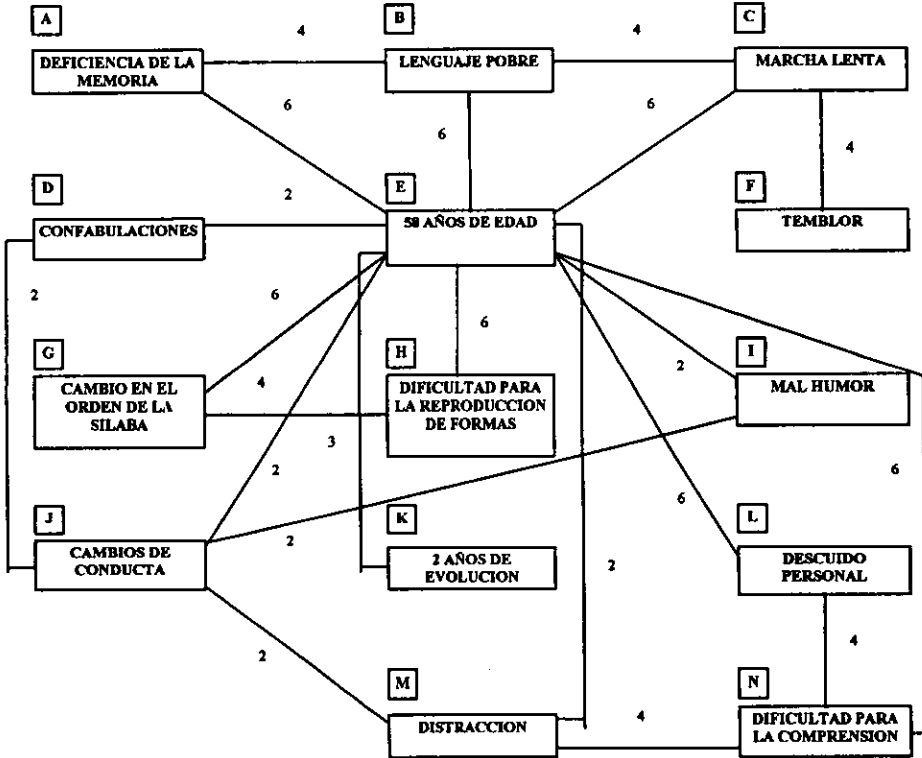 A
B
C
4
4
DEFICIENCIA DE LA
MEMORIA
LENGUAJE POBRE
MARCHA LENTA
6
6
6
4
D
E
F
2
CONFABULACIONES
58 AÑOS DE EDAD
TEMBLOR
2
6
6
G
H
I
2
CAMBIO EN EL
ORDEN DE LA
SILABA
4
DIFICULTAD PARA
LA REPRODUCCION
DE FORMAS
MAL HUMOR
3
2
6
6
J
K
L
2
CAMBIOS DE
CONDUCTA
2 AÑOS DE
EVOLUCION
2
DESCUIDO
PERSONAL
2
4
M
N
4
DISTRACCION
DIFICULTAD PARA
LA COMPRENSION